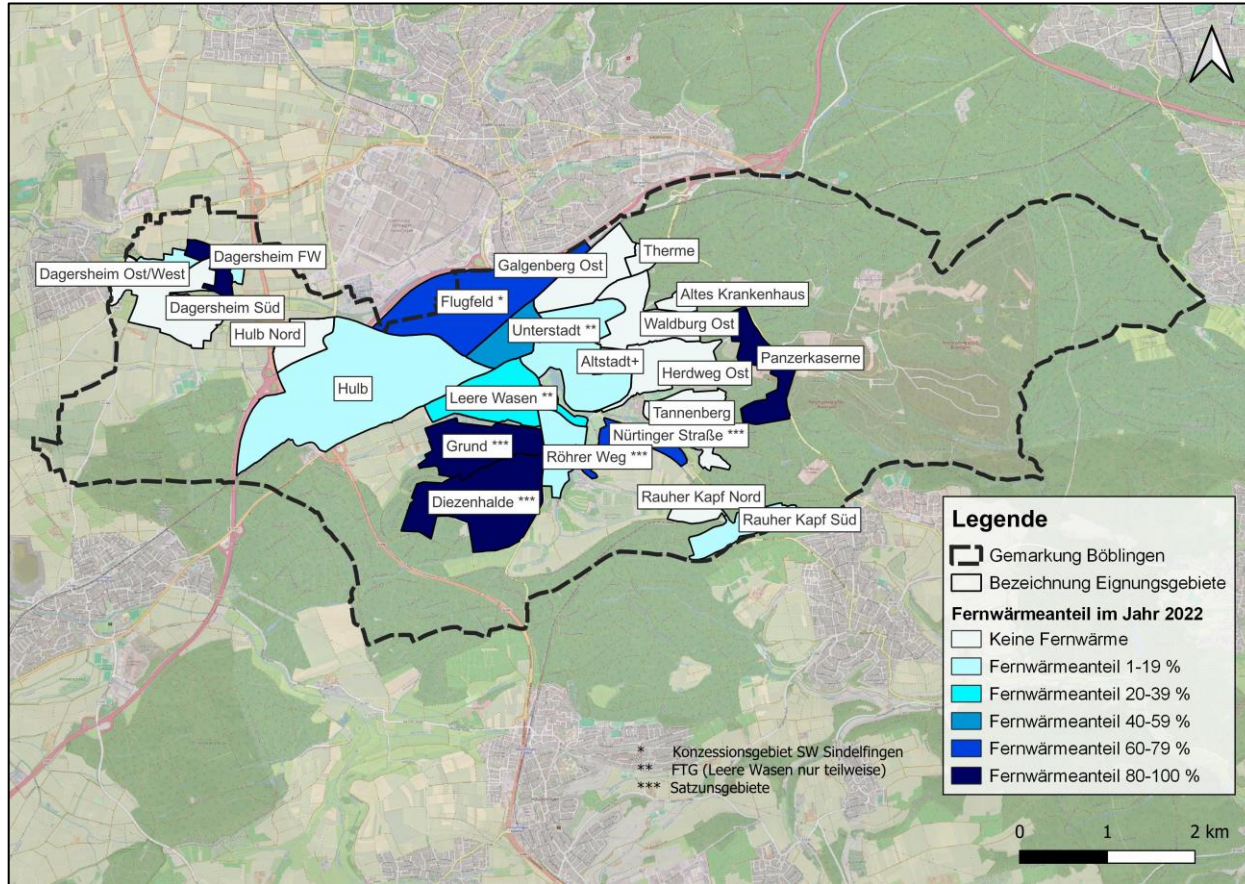 Therme
Galgenberg Ost
Dagersheim FW
Dagersheim Ost/West
Altes Krankenhaus
Flugfeld *
Dagersheim Süd
Waldburg Ost
Hulb Nord
Unterstadt **
Altstadt+
Panzerkaserne
Herdweg Ost
Hulb
Leere Wasen **
Tannenberg
Nürtinger Straße ***
Grund ***
Röhrer Weg ***
Diezenhalde ***
Rauher Kapf Nord
Rauher Kapf Süd
Legende
Gemarkung Böblingen
Bezeichnung Eignungsgebiete
Fernwärmeanteil im Jahr 2022
Keine Fernwärme
Fernwärmeanteil 1-19 %
Fernwärmeanteil 20-39 %
Fernwärmeanteil 40-59 %
Fernwärmeanteil 60-79 %
Fernwärmeanteil 80-100 %
* Konzessionsgebiet SW Sindelfingen
** FTG (Leere Wasen nur teilweise)
*** Satzunsgebiete
0 1 2 km